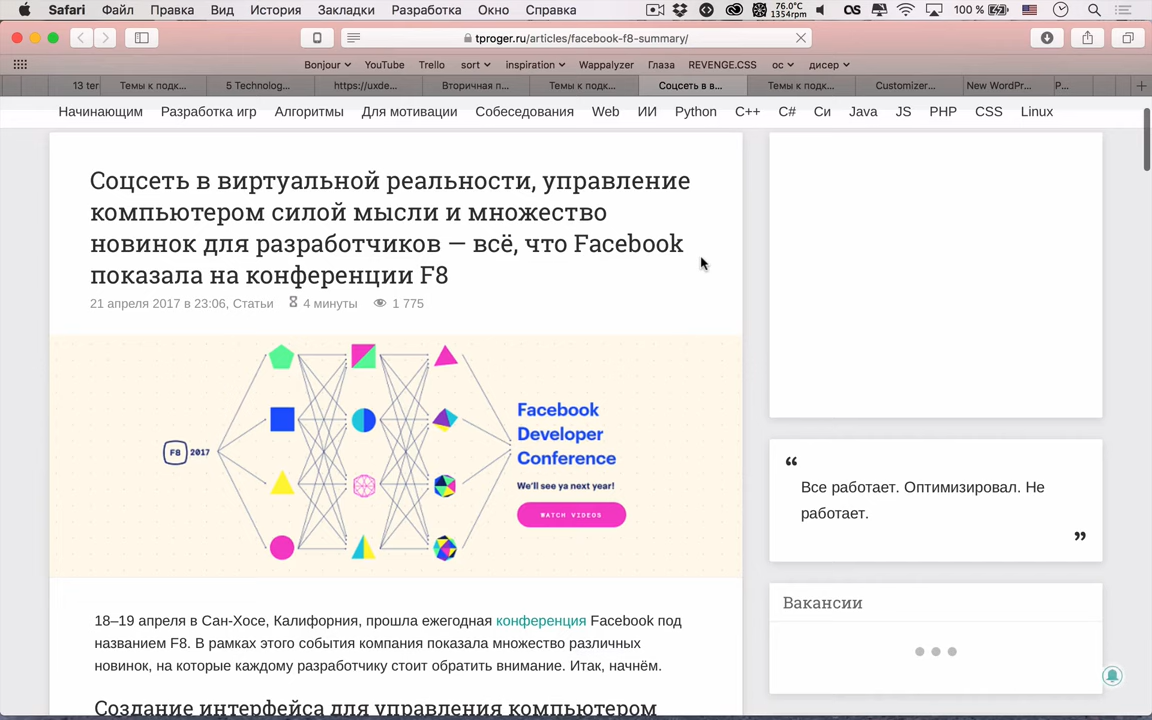 Safari Файл Правка Вид История Закладки Разработка Окно Справка 76.0°C 1354rpm 100 %
tproger.ru/articles/facebook-f8-summary/
Bonjour YouTube Trello sort inspiration Wappalyzer Глаза REVENGE.CSS ос дисер
13 ter Темы к подк... 5 Technolog... https://uxde... Вторичная п... Темы к подк... Соцсеть в в... Темы к подк... Customizer... New WordPr... P...
Начинающим Разработка игр Алгоритмы Для мотивации Собеседования Web ИИ Python C++ C# Си Java JS PHP CSS Linux
Соцсеть в виртуальной реальности, управление
компьютером силой мысли и множество
новинок для разработчиков — всё, что Facebook
показала на конференции F8
21 апреля 2017 в 23:06, Статьи 4 минуты 1 775
F8 2017
Facebook
Developer
Conference
We'll see ya next year!
WATCH VIDEOS
“
Все работает. Оптимизировал. Не
работает.
”
Вакансии
18–19 апреля в Сан-Хосе, Калифорния, прошла ежегодная конференция Facebook под
названием F8. В рамках этого события компания показала множество различных
новинок, на которые каждому разработчику стоит обратить внимание. Итак, начнём.
Создание интерфейса для управления компьютером